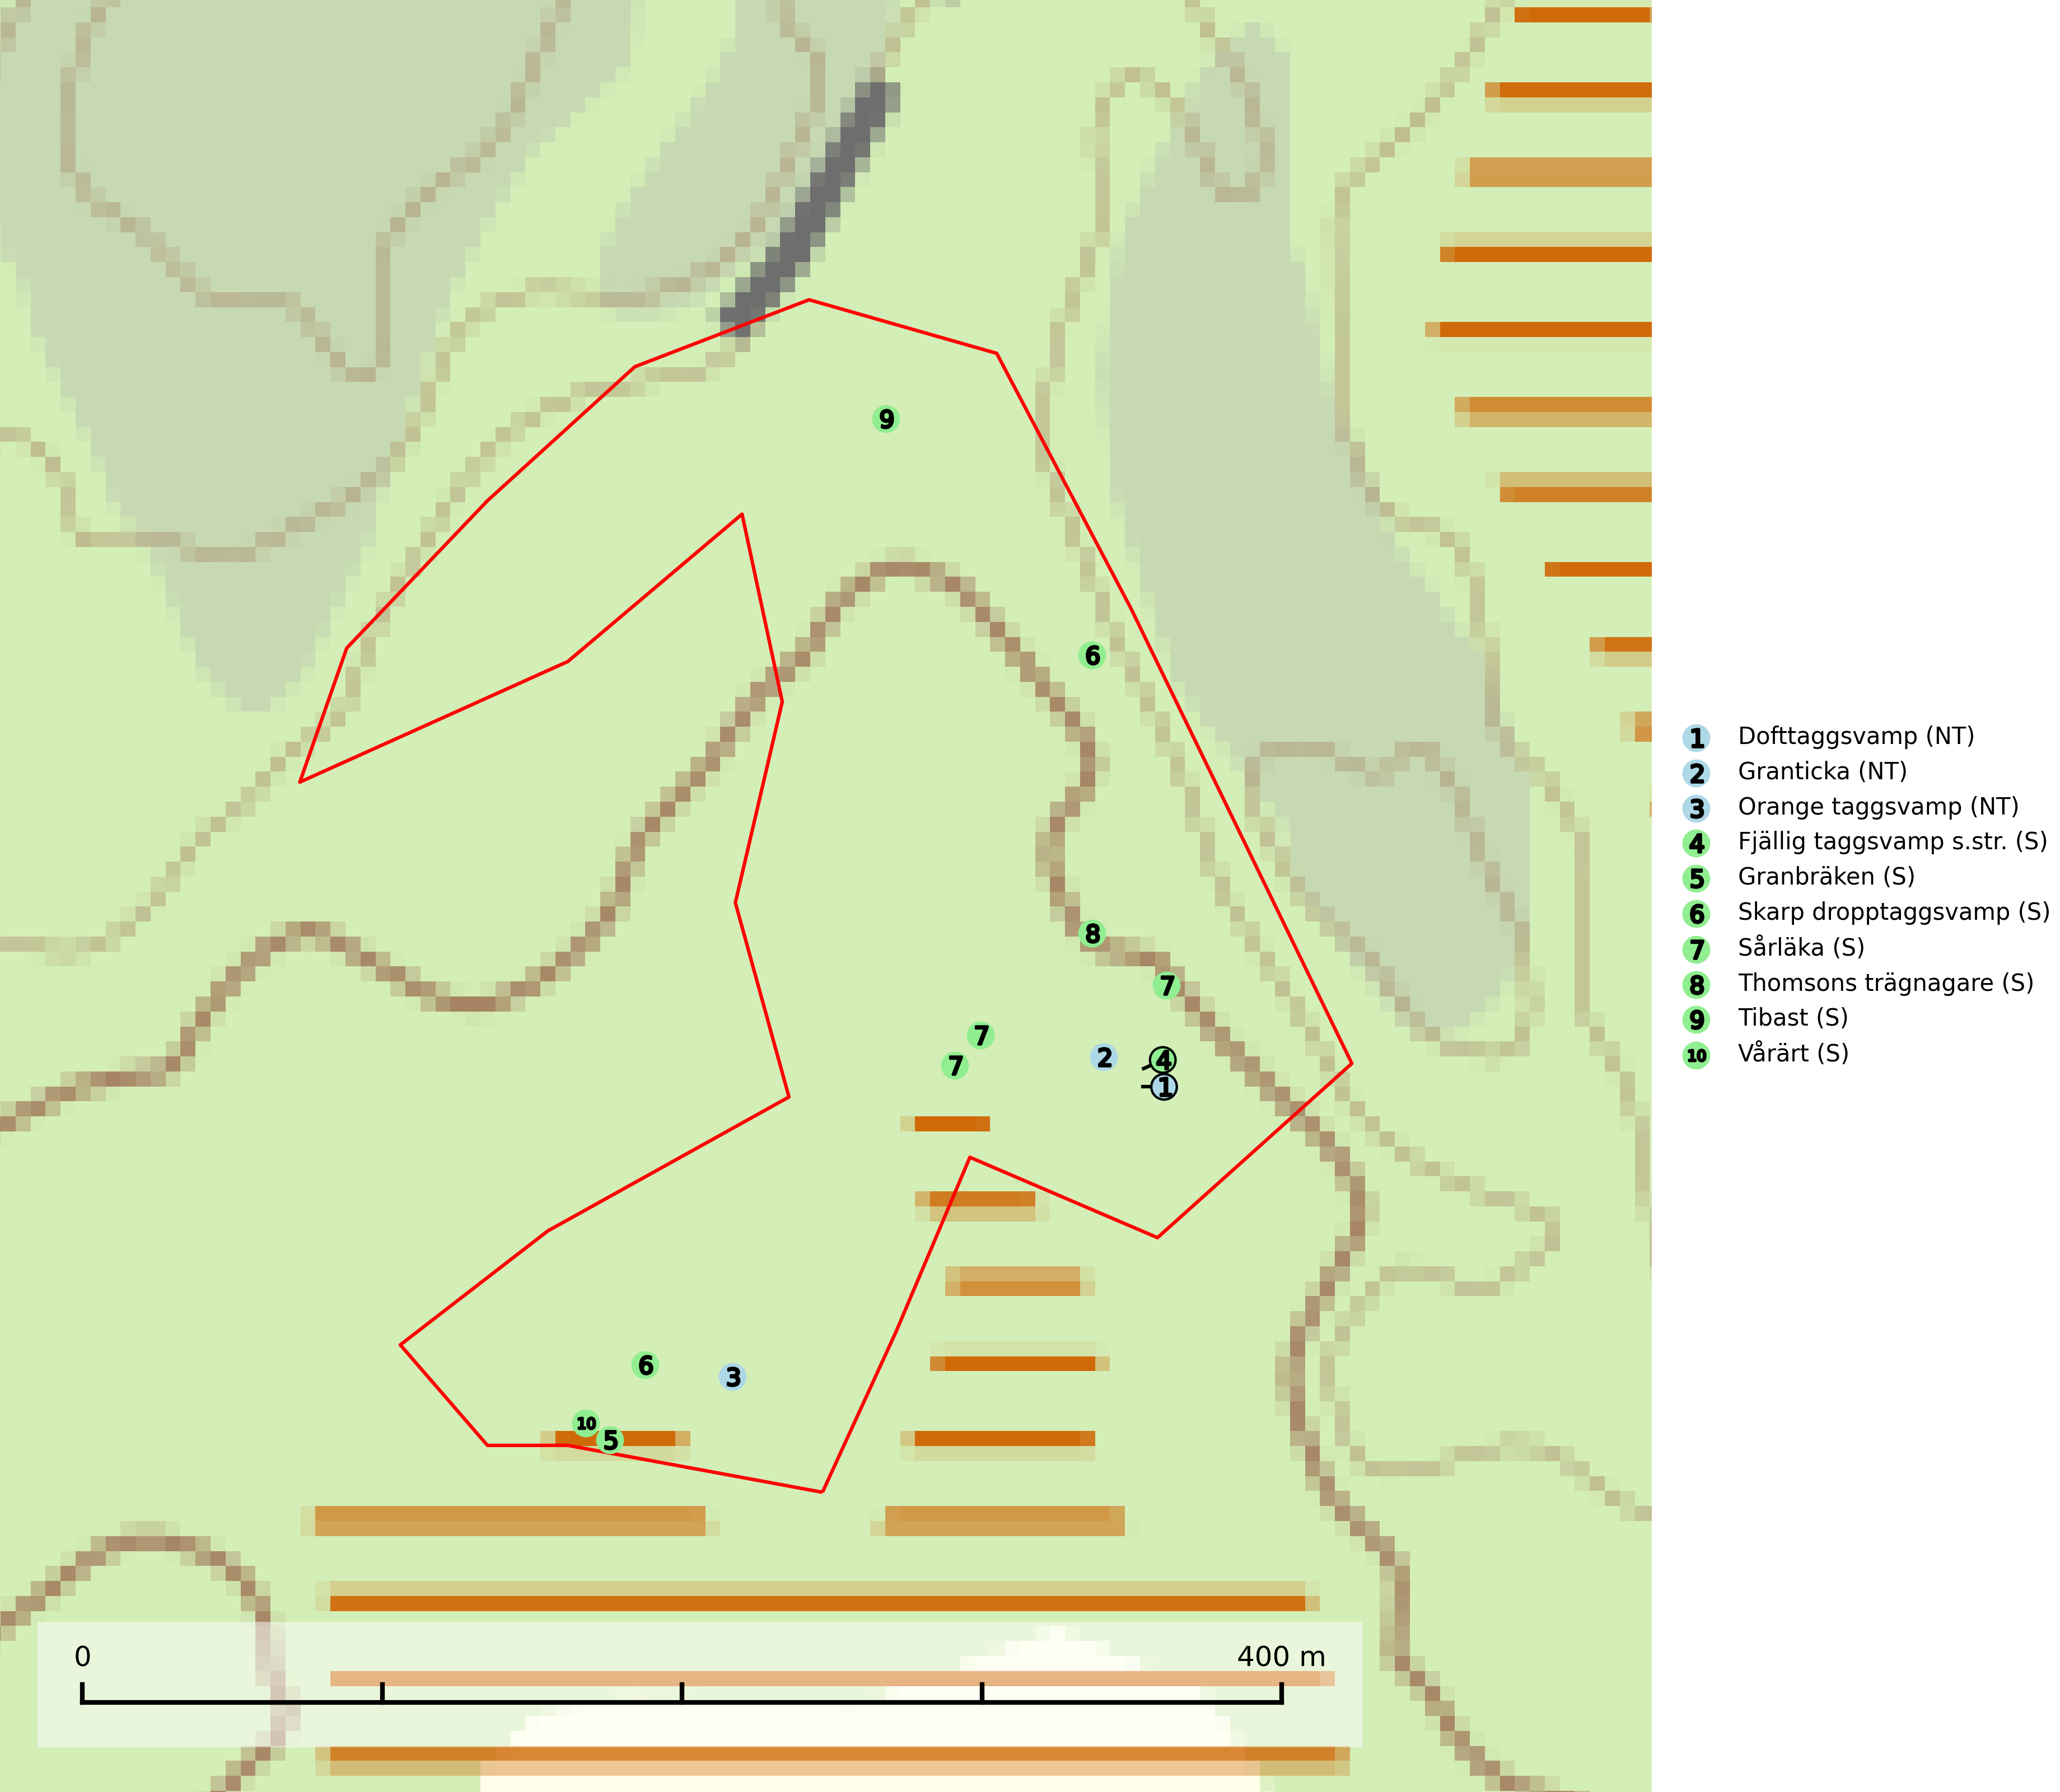 9
6
8
7
7
7
2
4
1
6
3
10
5
0
400 m
1 Dofttaggsvamp (NT)
2 Granticka (NT)
3 Orange taggsvamp (NT)
4 Fjällig taggsvamp s.str. (S)
5 Granbräken (S)
6 Skarp dropptaggsvamp (S)
7 Sårläka (S)
8 Thomsons trägnagare (S)
9 Tibast (S)
10 Vårärt (S)